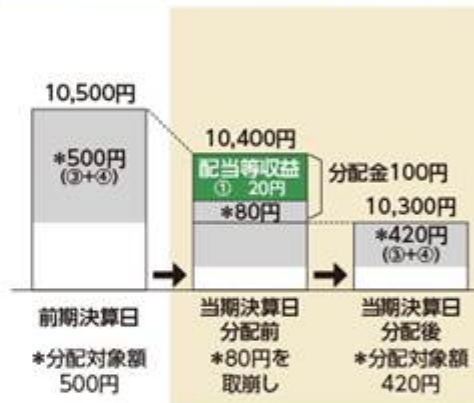 10,500円
*500円
(③+④)
前期決算日
*分配対象額
500円
10,400円
配当等収益
① 20円
*80円
分配金100円
当期決算日
分配前
*80円を
取崩し
10,300円
*420円
(③+④)
当期決算日
分配後
*分配対象額
420円